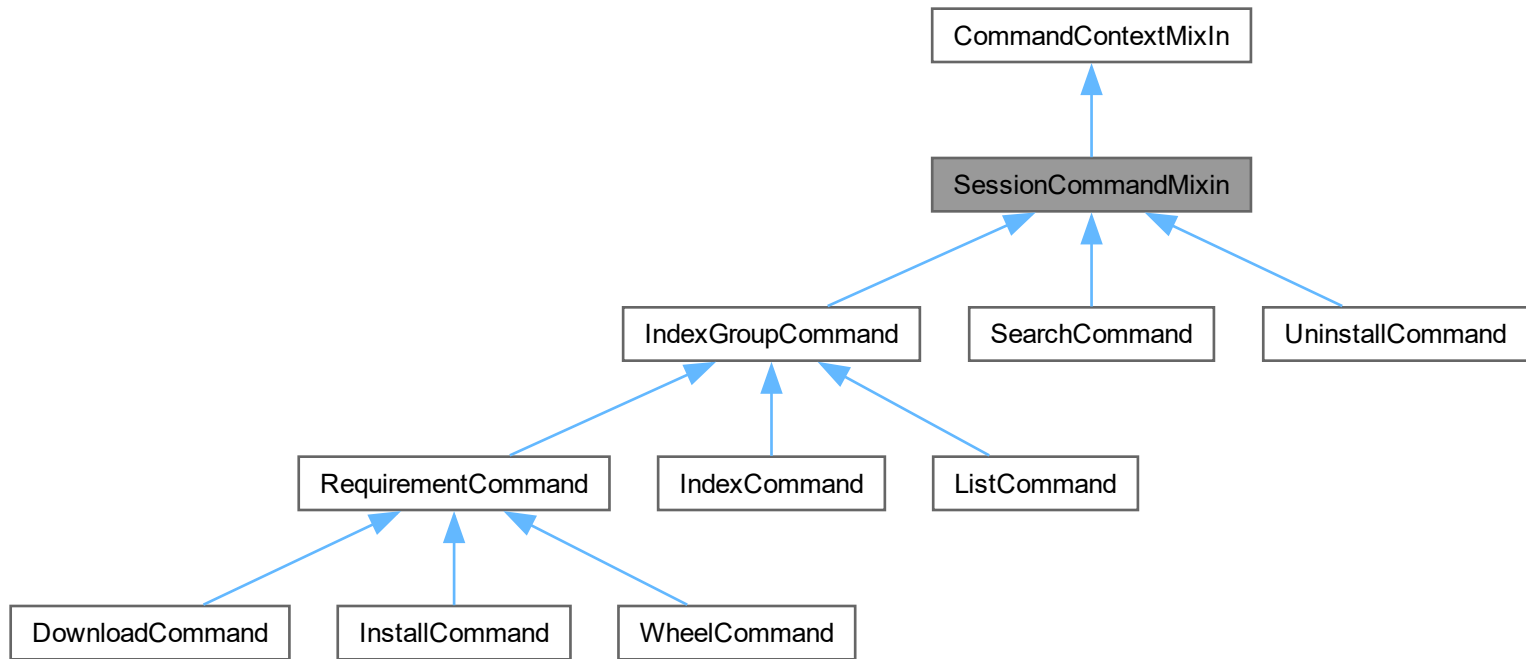 CommandContextMixIn
SessionCommandMixin
IndexGroupCommand
SearchCommand
UninstallCommand
RequirementCommand
IndexCommand
ListCommand
DownloadCommand
InstallCommand
WheelCommand